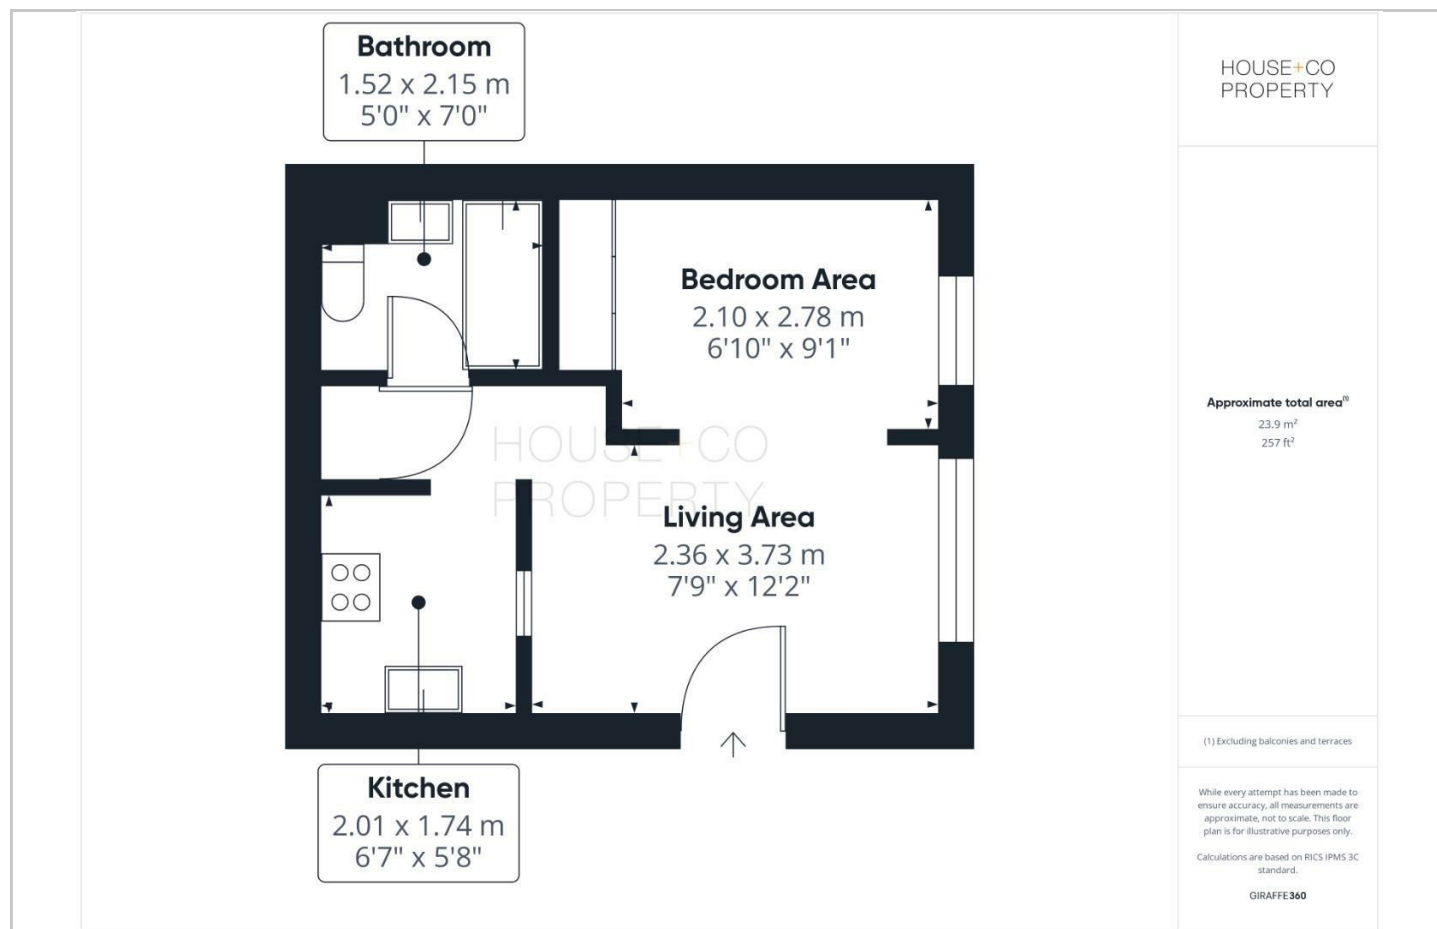 Bathroom
1.52 x 2.15 m
5'0" x 7'0"
Bedroom Area
2.10 x 2.78 m
6'10" x 9'1"
HOUSE+CO
PROPERTY
Living Area
2.36 x 3.73 m
7'9" x 12'2"
Kitchen
2.01 x 1.74 m
6'7" x 5'8"
HOUSE+CO
PROPERTY
Approximate total area⁽¹⁾
23.9 m²
257 ft²
(1) Excluding balconies and terraces
While every attempt has been made to
ensure accuracy, all measurements are
approximate, not to scale. This floor
plan is for illustrative purposes only.
Calculations are based on RICS IPMS 3C
standard.
GIRAFFE360